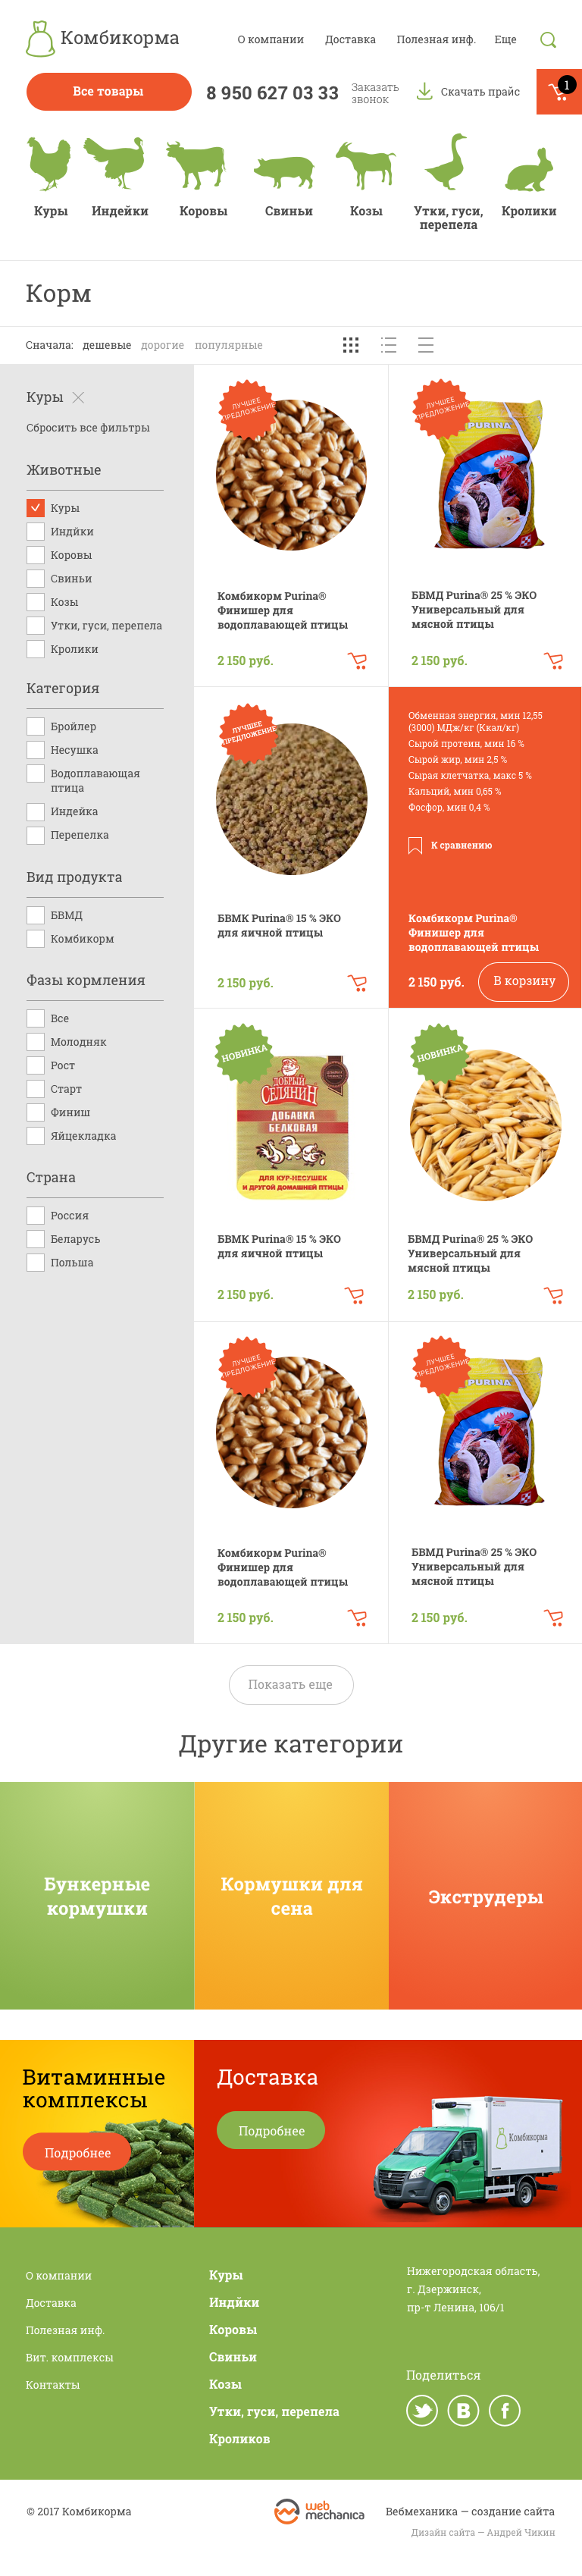 Комбикорма
О компании
Доставка
Полезная инф.
Еще
Все товары
8 950 627 03 33
Заказать
звонок
Скачать прайс
1
Куры
Индейки
Коровы
Свиньи
Козы
Утки, гуси,
перепела
Кролики
Корм
Сначала: дешевые дорогие популярные
Куры
Сбросить все фильтры
Животные
Куры
Индйки
Коровы
Свиньи
Козы
Утки, гуси, перепела
Кролики
Категория
Бройлер
Несушка
Водоплавающая
птица
Индейка
Перепелка
Вид продукта
БВМД
Комбикорм
Фазы кормления
Все
Молодняк
Рост
Старт
Финиш
Яйцекладка
Страна
Россия
Беларусь
Польша
ЛУЧШЕЕ
ПРЕДЛОЖЕНИЕ
Комбикорм Purina®
Финишер для
водоплавающей птицы
2 150 руб.
ЛУЧШЕЕ
ПРЕДЛОЖЕНИЕ
PURINA
БВМД Purina® 25 % ЭКО
Универсальный для
мясной птицы
2 150 руб.
ЛУЧШЕЕ
ПРЕДЛОЖЕНИЕ
БВМК Purina® 15 % ЭКО
для яичной птицы
2 150 руб.
Обменная знергия, мин 12,55
(3000) МДж/кг (Ккал/кг)
Сырой протеин, мин 16 %
Сырой жир, мин 2,5 %
Сырая клетчатка, макс 5 %
Кальций, мин 0,65 %
Фосфор, мин 0,4 %
К сравнению
Комбикорм Purina®
Финишер для
водоплавающей птицы
2 150 руб.
В корзину
НОВИНКА
ДОБРЫЙ
СЕЛЯНИН
ДОБАВКА
БЕЛКОВАЯ
ДЛЯ КУР-НЕСУШЕК
И ДРУГОЙ ДОМАШНЕЙ ПТИЦЫ
БВМК Purina® 15 % ЭКО
для яичной птицы
2 150 руб.
НОВИНКА
БВМД Purina® 25 % ЭКО
Универсальный для
мясной птицы
2 150 руб.
ЛУЧШЕЕ
ПРЕДЛОЖЕНИЕ
Комбикорм Purina®
Финишер для
водоплавающей птицы
2 150 руб.
ЛУЧШЕЕ
ПРЕДЛОЖЕНИЕ
PURINA
БВМД Purina® 25 % ЭКО
Универсальный для
мясной птицы
2 150 руб.
Показать еще
Другие категории
Бункерные
кормушки
Кормушки для
сена
Экструдеры
Витаминные
комплексы
Подробнее
Доставка
Подробнее
Комбикорма
О компании
Доставка
Полезная инф.
Вит. комплексы
Контакты
Куры
Индйки
Коровы
Свиньи
Козы
Утки, гуси, перепела
Кроликов
Нижегородская область,
г. Дзержинск,
пр-т Ленина, 106/1
Поделиться
© 2017 Комбикорма
web
mechanica
Вебмеханика — создание сайта
Дизайн сайта — Андрей Чикин